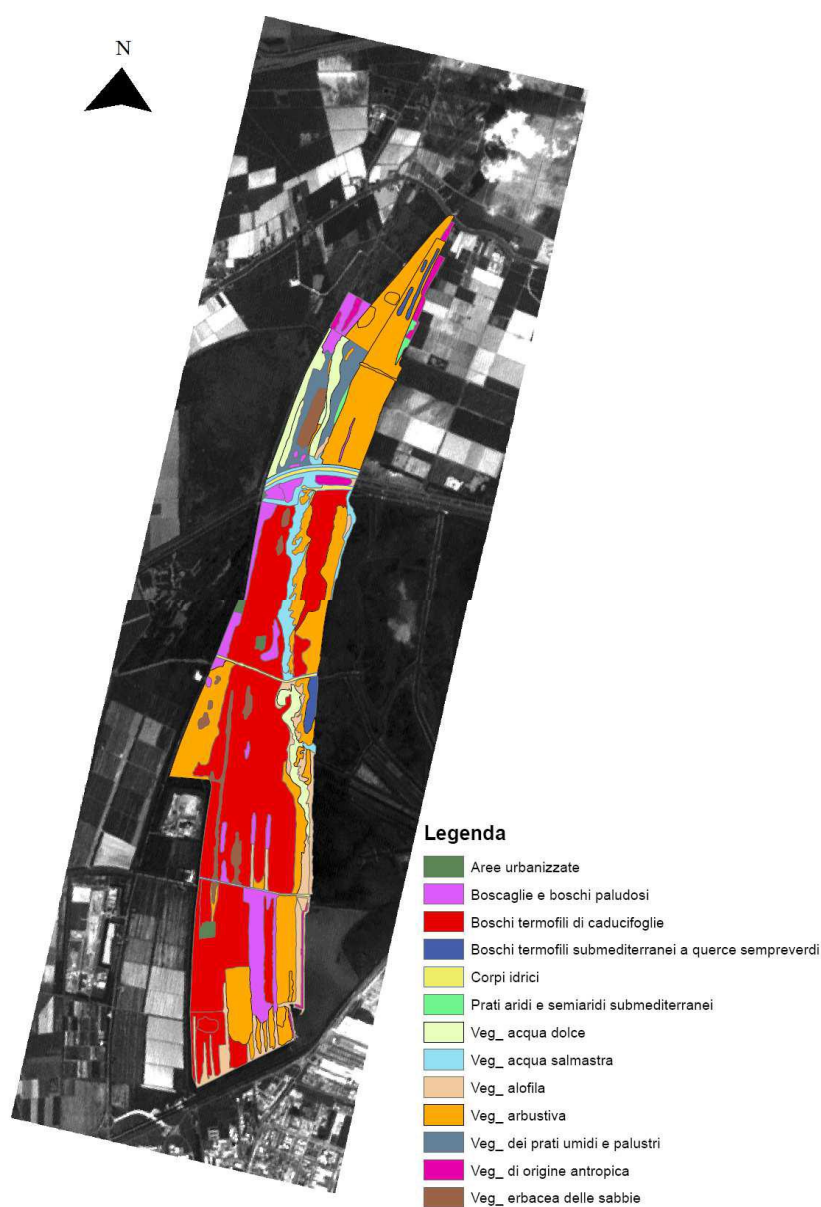 N
Legenda
Aree urbanizzate
Boscaglie e boschi paludosi
Boschi termofili di caducifoglie
Boschi termofili submediterranei a querce sempreverdi
Corpi idrici
Prati aridi e semiaridi submediterranei
Veg_ acqua dolce
Veg_ acqua salmastra
Veg_ alofila
Veg_ arbustiva
Veg_ dei prati umidi e palustri
Veg_ di origine antropica
Veg_ erbacea delle sabbie